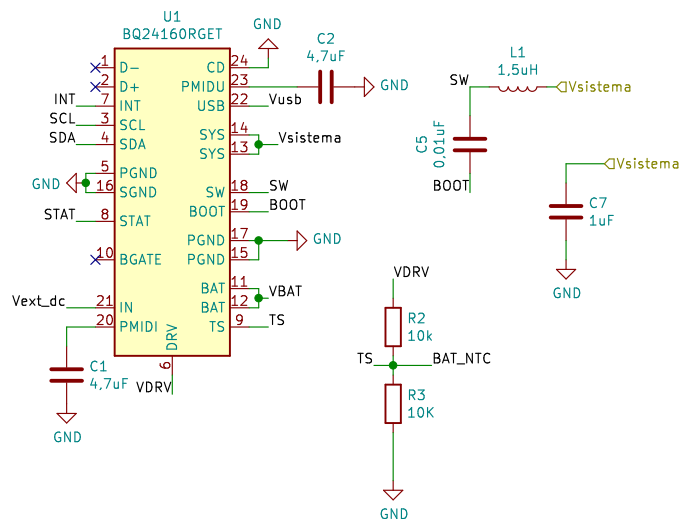 U1
BQ24160RGET
1 D-
2 D+
INT 7 INT
SCL 3 SCL
SDA 4 SDA
5 PGND
GND
16 SGND
STAT 8 STAT
10 BGATE
Vext_dc 21 IN
20 PMIDI
C1
4,7uF
GND
DRV
6
VDRV
GND
CD 24
PMIDU 23
C2
4,7uF
GND
USB 22 Vusb
SYS 14
Vsistema
SYS 13
SW 18 SW
BOOT 19 BOOT
PGND 17
GND
PGND 15
BAT 11
VBAT
BAT 12
TS 9 TS
L1
1,5uH
SW
Vsistema
C5
0,01uF
BOOT
Vsistema
C7
1uF
GND
VDRV
R2
10k
TS
BAT_NTC
R3
10K
GND